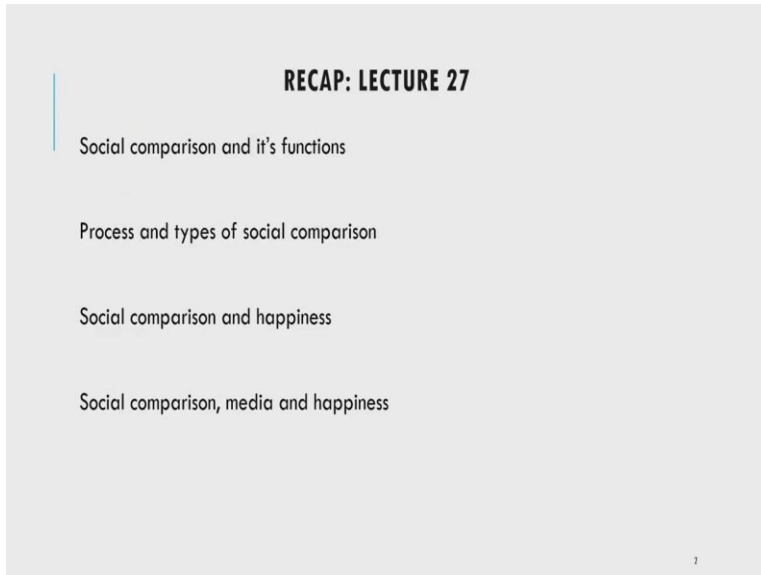 RECAP: LECTURE 27
Social comparison and it's functions
Process and types of social comparison
Social comparison and happiness
Social comparison, media and happiness
2